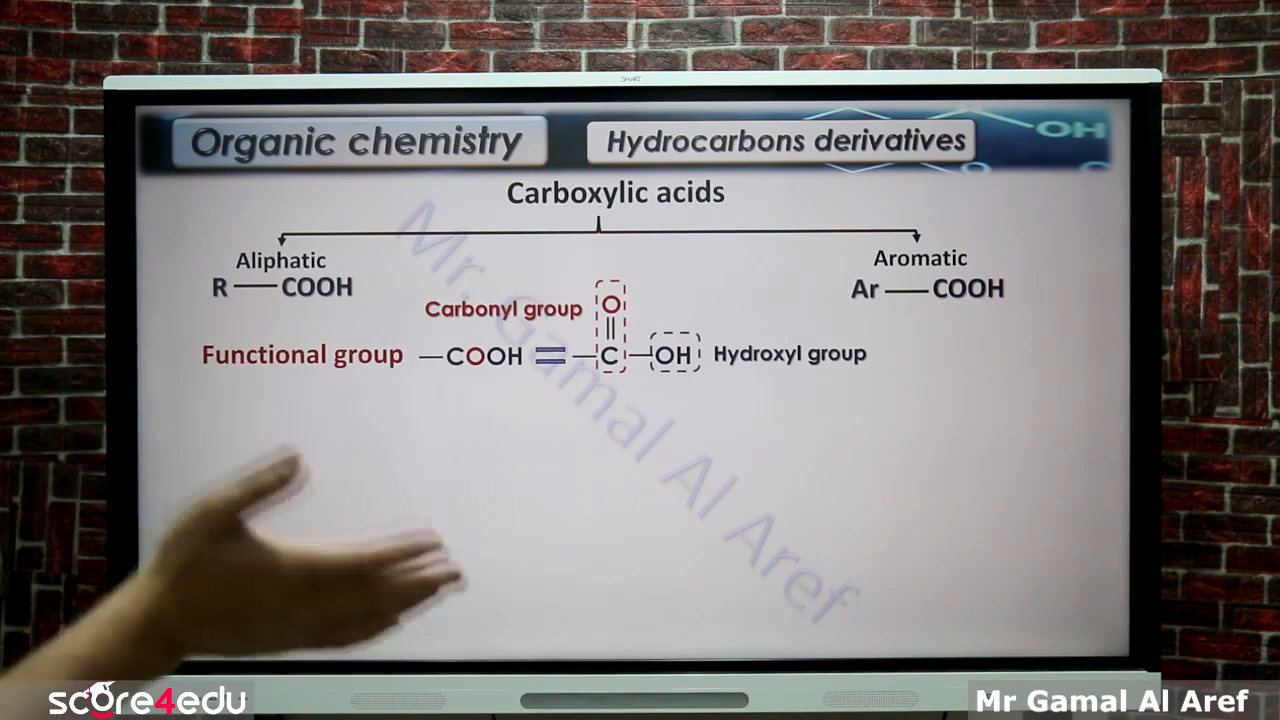 SMART
Organic chemistry
Hydrocarbons derivatives
OH
O
O
Carboxylic acids
Aliphatic
Aromatic
R — COOH
Ar — COOH
Carbonyl group
O
Functional group —COOH ≡ —C—OH Hydroxyl group
Mr. Gamal Al Aref
score4edu
Mr Gamal Al Aref